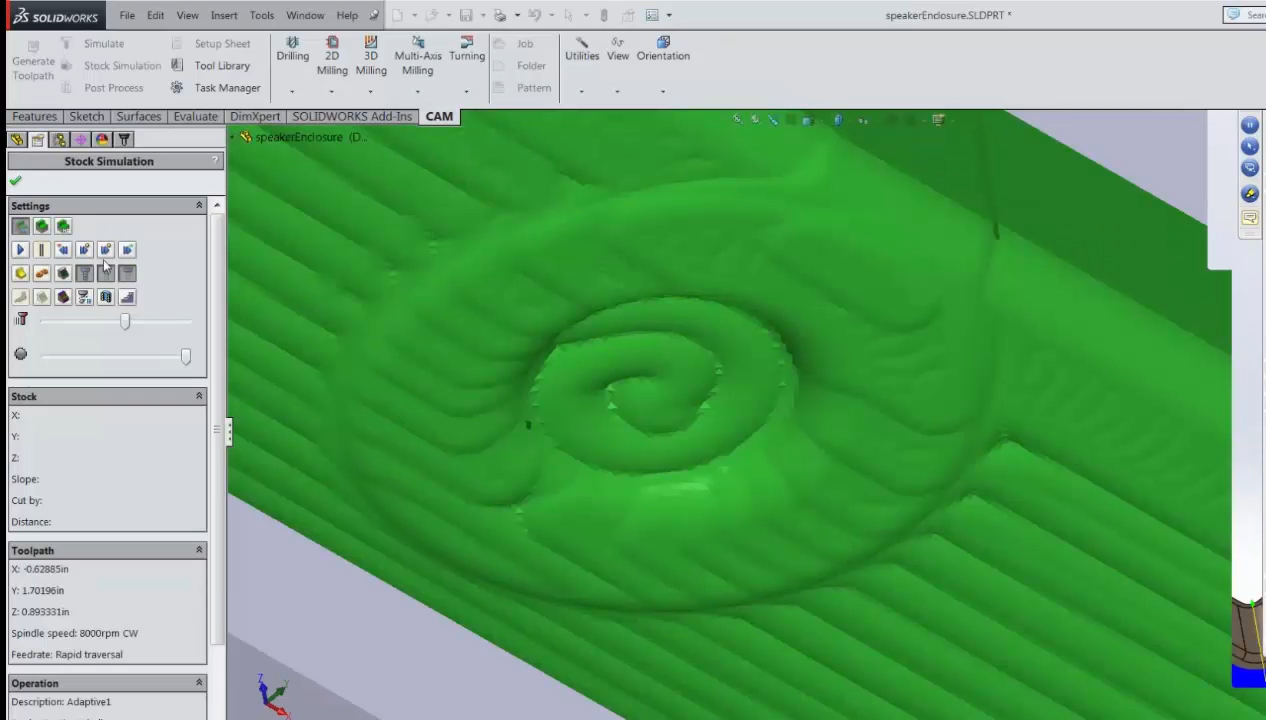 SOLIDWORKS File Edit View Insert Tools Window Help speakerEnclosure.SLDPRT * Sear
Generate Toolpath
Simulate
Stock Simulation
Post Process
Setup Sheet
Tool Library
Task Manager
Drilling
2D Milling
3D Milling
Multi-Axis Milling
Turning
Job
Folder
Pattern
Utilities
View
Orientation
Features Sketch Surfaces Evaluate DimXpert SOLIDWORKS Add-Ins CAM
speakerEnclosure (D...
Stock Simulation ?
Settings
Stock
X:
Y:
Z:
Slope:
Cut by:
Distance:
Toolpath
X: -0.62885in
Y: 1.70196in
Z: 0.893331in
Spindle speed: 8000rpm CW
Feedrate: Rapid traversal
Operation
Description: Adaptive1
Z
Y
X